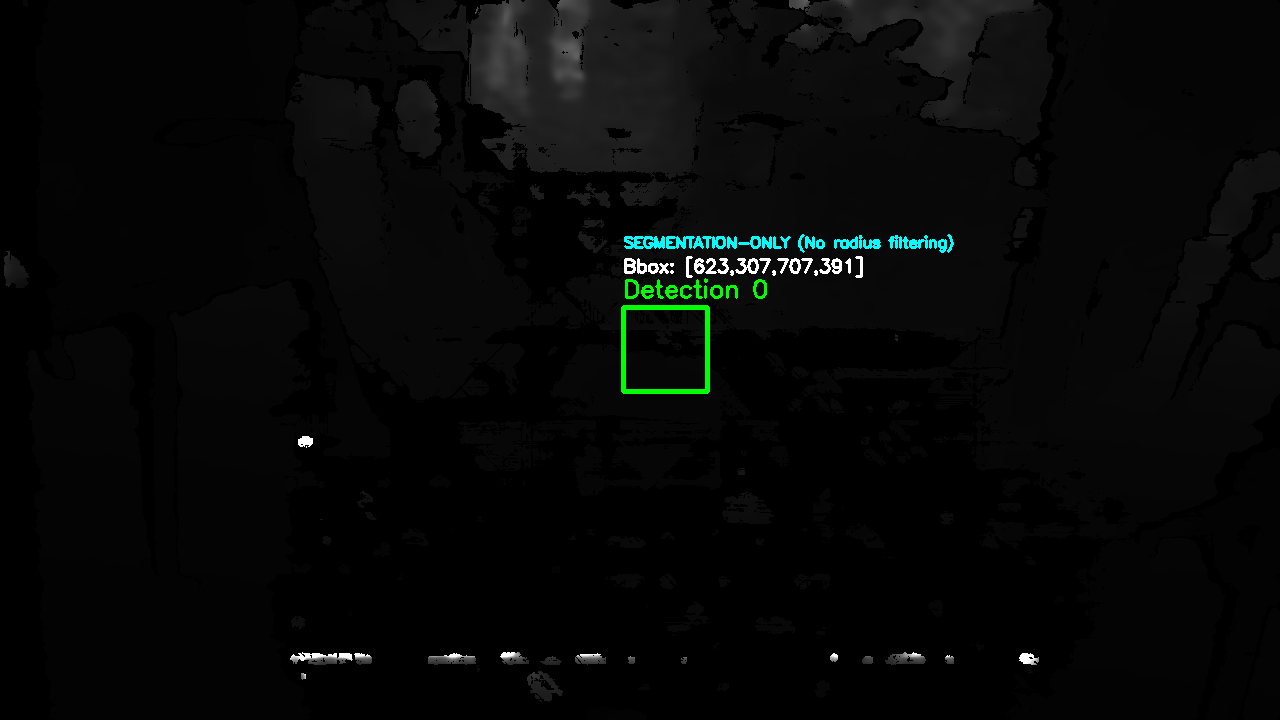 SEGMENTATION-ONLY (No radius filtering)
Bbox: [623,307,707,391]
Detection 0